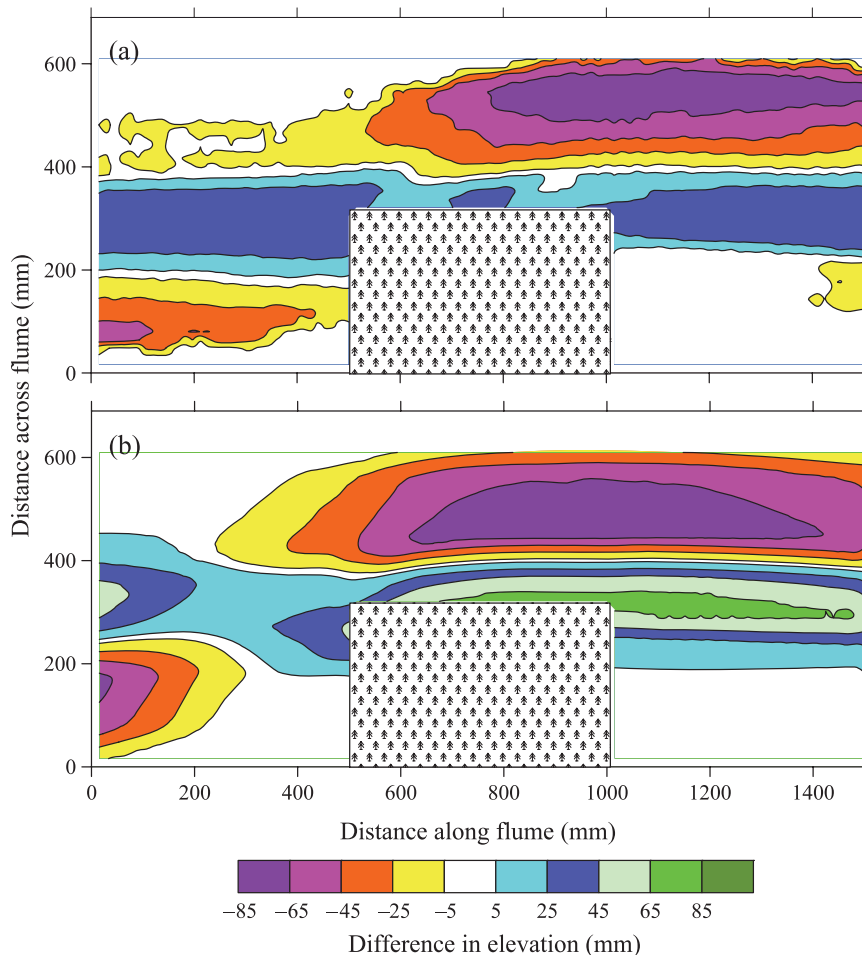 (a)
600
400
200
0
(b)
600
400
200
0
Distance across flume (mm)
0 200 400 600 800 1000 1200 1400
Distance along flume (mm)
−85 −65 −45 −25 −5 5 25 45 65 85
Difference in elevation (mm)